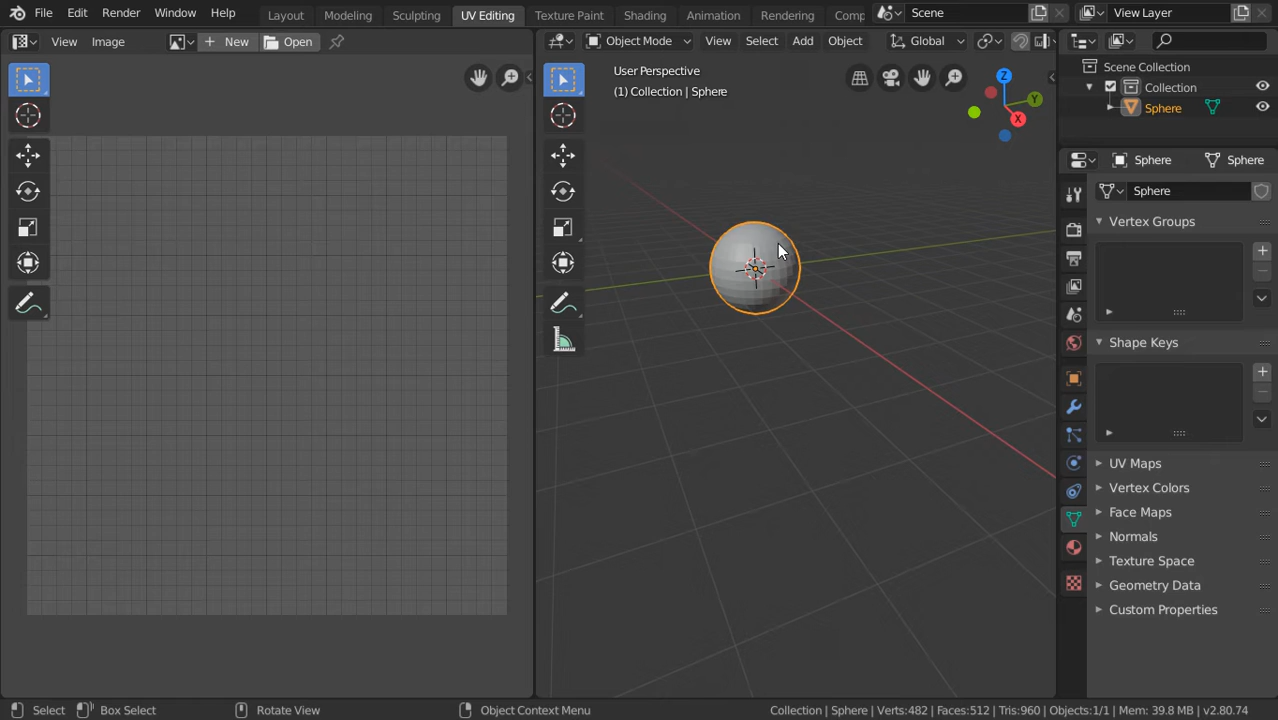 File Edit Render Window Help Layout Modeling Sculpting UV Editing Texture Paint Shading Animation Rendering Comp Scene View Layer
View Image New Open Object Mode View Select Add Object Global
User Perspective
(1) Collection | Sphere
Z
Y
X
Scene Collection
Collection
Sphere
Sphere Sphere
Sphere
Vertex Groups
Shape Keys
UV Maps
Vertex Colors
Face Maps
Normals
Texture Space
Geometry Data
Custom Properties
Select Box Select Rotate View Object Context Menu Collection | Sphere | Verts:482 | Faces:512 | Tris:960 | Objects:1/1 | Mem: 39.8 MB | v2.80.74